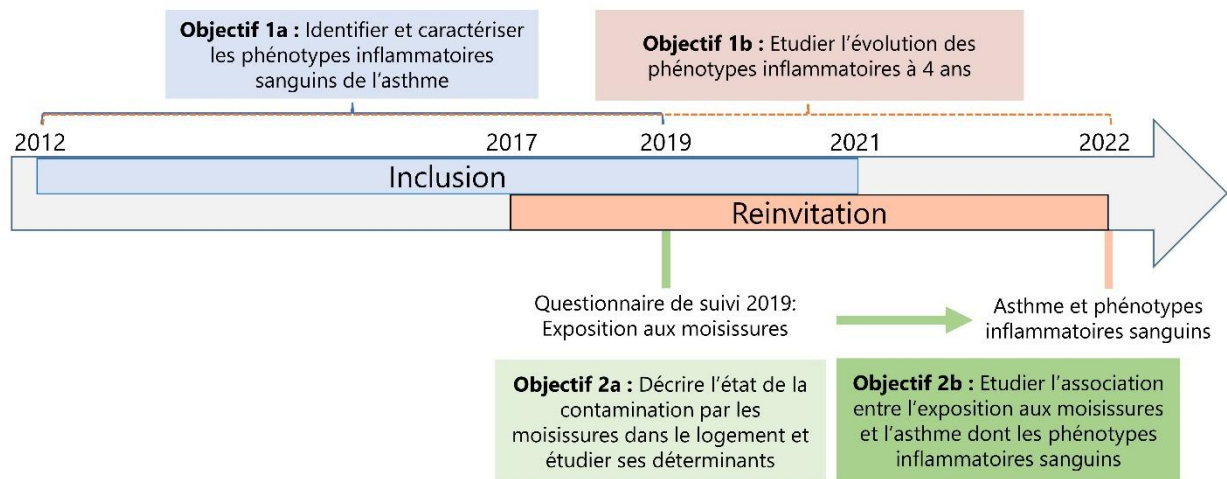 Objectif 1a : Identifier et caractériser
les phénotypes inflammatoires
sanguins de l'asthme
Objectif 1b : Etudier l'évolution des
phénotypes inflammatoires à 4 ans
2012
2017
2019
2021
2022
Inclusion
Reinvitation
Questionnaire de suivi 2019:
Exposition aux moisissures
Asthme et phénotypes
inflammatoires sanguins
Objectif 2a : Décrire l'état de la
contamination par les
moisissures dans le logement et
étudier ses déterminants
Objectif 2b : Etudier l'association
entre l'exposition aux moisissures
et l'asthme dont les phénotypes
inflammatoires sanguins